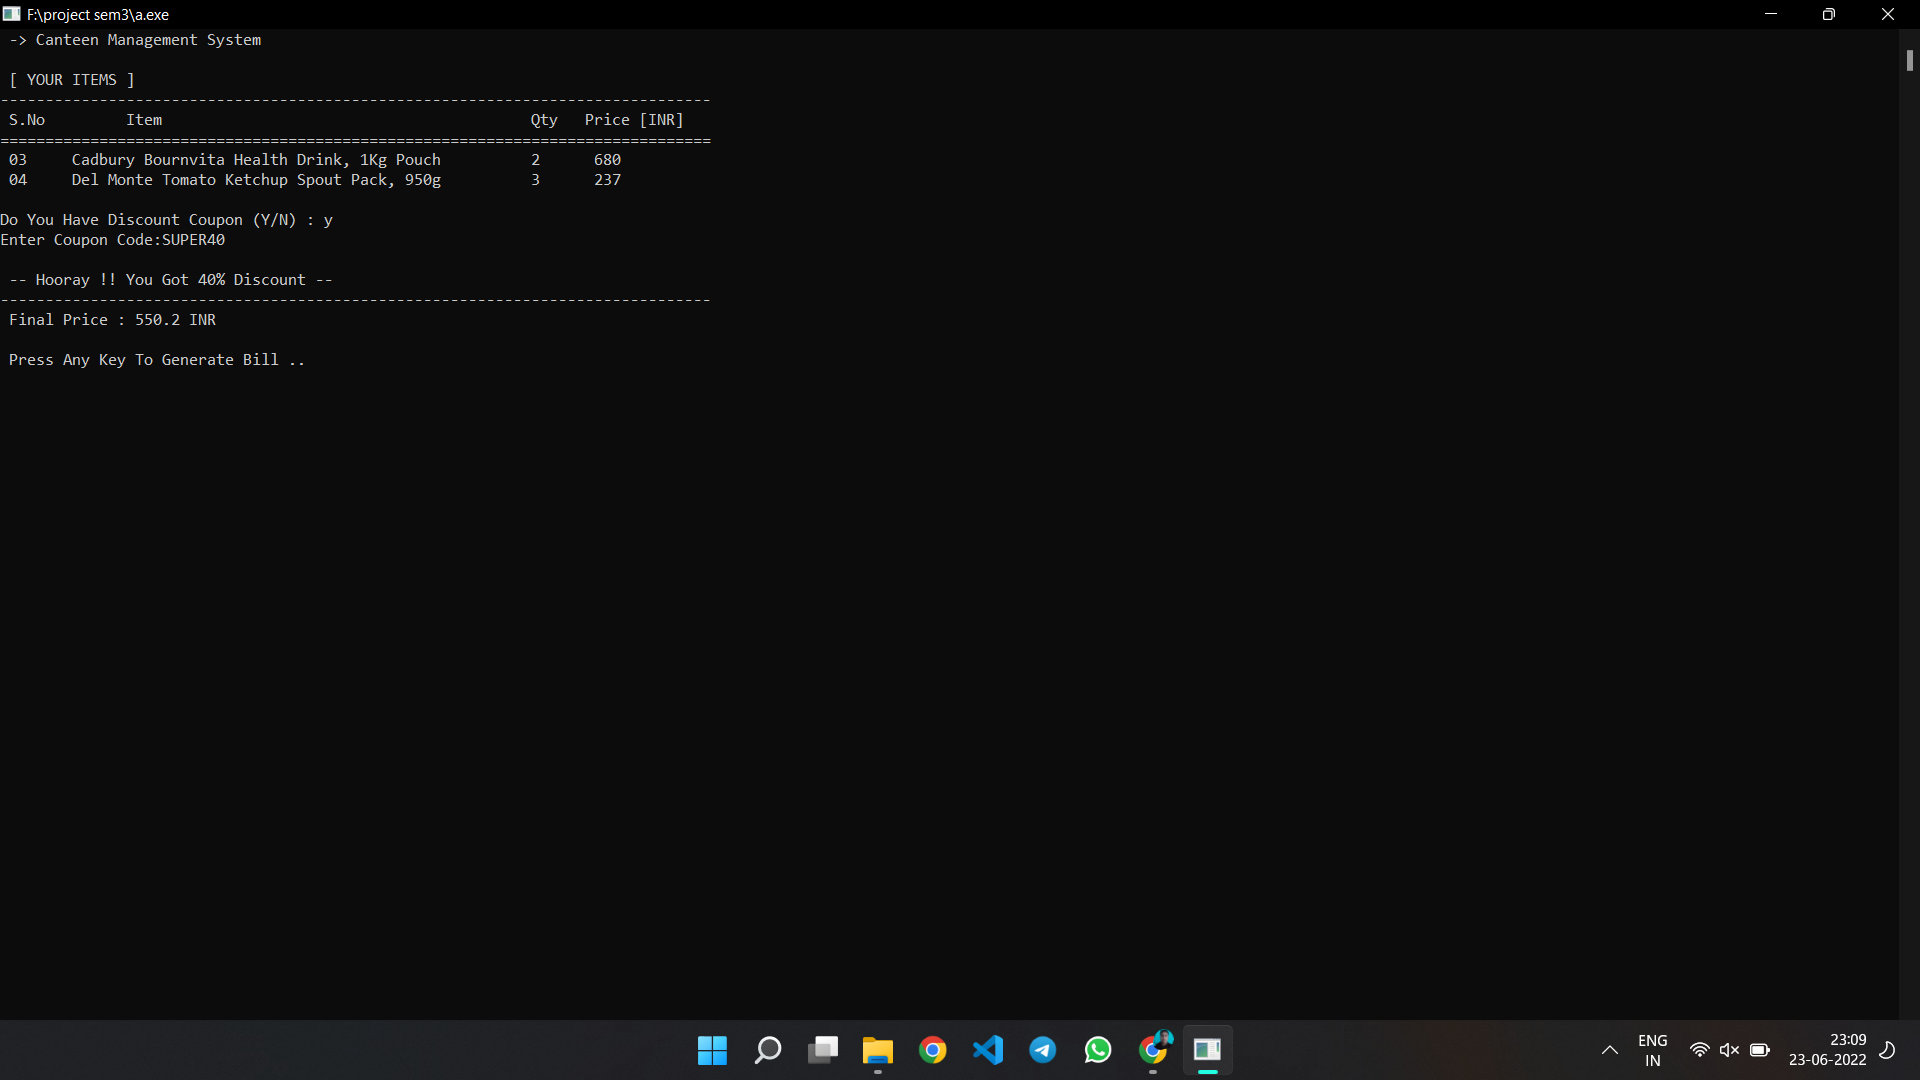 F:\project sem3\a.exe
-> Canteen Management System
[ YOUR ITEMS ]
-------------------------------------------------------------------------------
S.No Item Qty Price [INR]
===============================================================================
03 Cadbury Bournvita Health Drink, 1Kg Pouch 2 680
04 Del Monte Tomato Ketchup Spout Pack, 950g 3 237
Do You Have Discount Coupon (Y/N) : y
Enter Coupon Code:SUPER40
-- Hooray !! You Got 40% Discount --
-------------------------------------------------------------------------------
Final Price : 550.2 INR
Press Any Key To Generate Bill ..
ENG
IN
23:09
23-06-2022